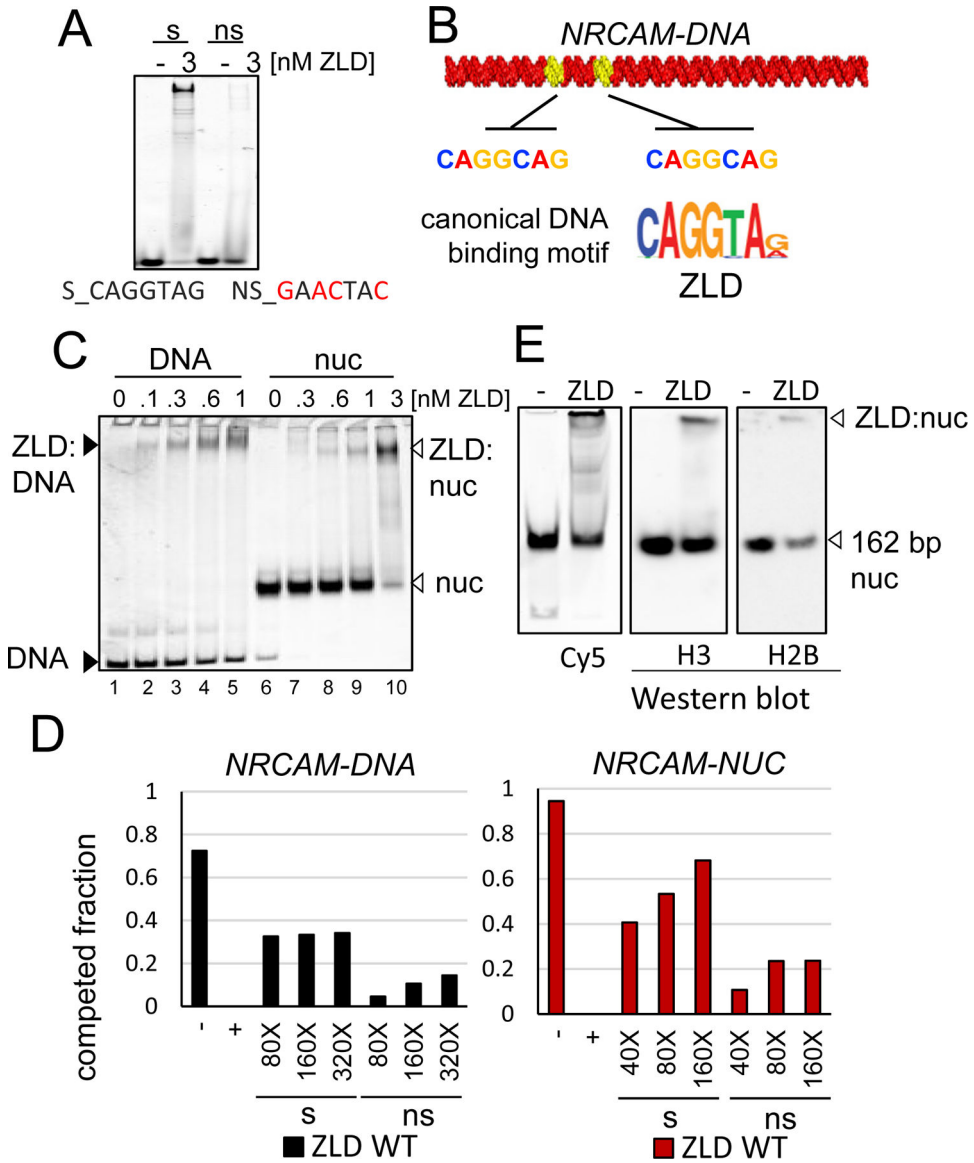 A
s ns
- 3 - 3 [nM ZLD]
S_CAGGTAG NS_GAACTAC
B
NRCAM-DNA
CAGGCAG CAGGCAG
canonical DNA
binding motif
CAGGTAG
ZLD
C
DNA nuc
0 .1 .3 .6 1 0 .3 .6 1 3 [nM ZLD]
ZLD:
DNA
ZLD:
nuc
nuc
DNA
1 2 3 4 5 6 7 8 9 10
E
- ZLD - ZLD - ZLD
ZLD:nuc
162 bp
nuc
Cy5 H3 H2B
Western blot
D
NRCAM-DNA
competed fraction
1
0.8
0.6
0.4
0.2
0
- + 80X 160X 320X 80X 160X 320X
s ns
ZLD WT
NRCAM-NUC
1
0.8
0.6
0.4
0.2
0
- + 40X 80X 160X 40X 80X 160X
s ns
ZLD WT